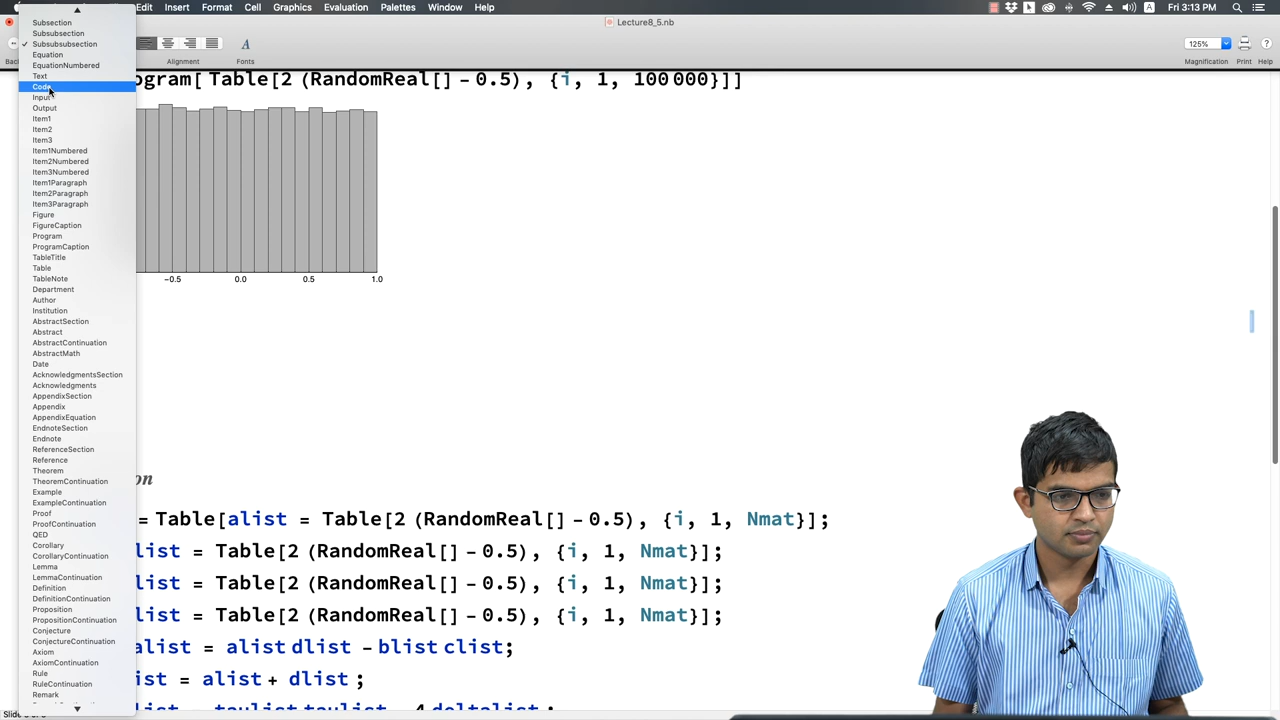 Edit Insert Format Cell Graphics Evaluation Palettes Window Help
A Fri 3:13 PM
Lecture8_5.nb
125%
Alignment
Fonts
Magnification
Print
Help
Subsection
Subsubsection
✓ Subsubsubsection
Equation
EquationNumbered
Text
Code
Input
Output
Item1
Item2
Item3
Item1Numbered
Item2Numbered
Item3Numbered
Item1Paragraph
Item2Paragraph
Item3Paragraph
Figure
FigureCaption
Program
ProgramCaption
TableTitle
Table
TableNote
Department
Author
Institution
AbstractSection
Abstract
AbstractContinuation
AbstractMath
Date
AcknowledgmentsSection
Acknowledgments
AppendixSection
Appendix
AppendixEquation
EndnoteSection
Endnote
ReferenceSection
Reference
Theorem
TheoremContinuation
Example
ExampleContinuation
Proof
ProofContinuation
QED
Corollary
CorollaryContinuation
Lemma
LemmaContinuation
Definition
DefinitionContinuation
Proposition
PropositionContinuation
Conjecture
ConjectureContinuation
Axiom
AxiomContinuation
Rule
RuleContinuation
Remark
ogram[Table[2 (RandomReal[] - 0.5), {i, 1, 100 000}]]
-0.5 0.0 0.5 1.0
on
= Table[alist = Table[2 (RandomReal[] - 0.5), {i, 1, Nmat}];
list = Table[2 (RandomReal[] - 0.5), {i, 1, Nmat}];
list = Table[2 (RandomReal[] - 0.5), {i, 1, Nmat}];
list = Table[2 (RandomReal[] - 0.5), {i, 1, Nmat}];
alist = alist dlist - blist clist;
ist = alist + dlist ;
list = taulist taulist - 4 deltalist;